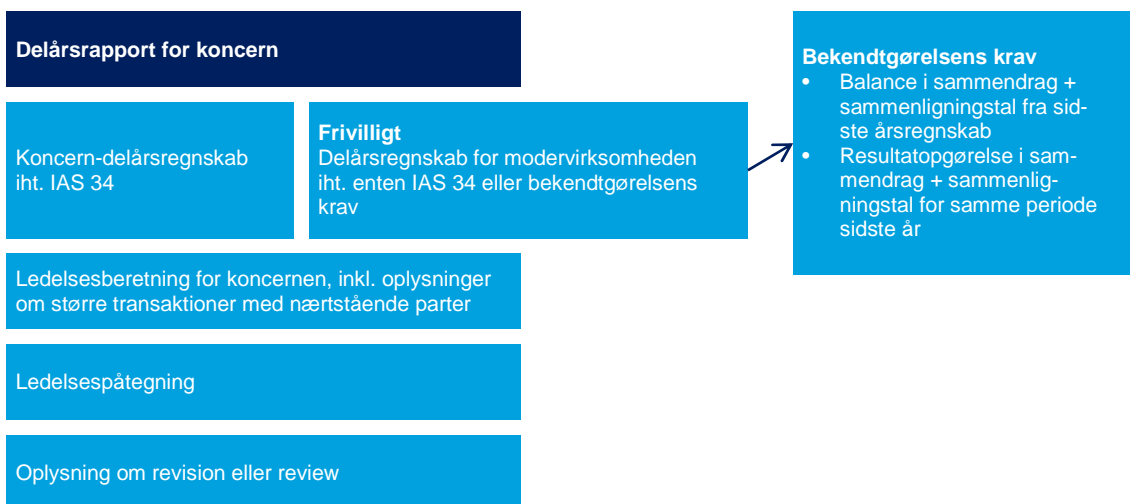 Delårsrapport for koncern
Koncern-delårsregnskab
iht. IAS 34
Frivilligt
Delårsregnskab for modervirksomheden
iht. enten IAS 34 eller bekendtgørelsens
krav
Bekendtgørelsens krav
• Balance i sammendrag +
sammenligningstal fra sid-
ste årsregnskab
• Resultatopgørelse i sam-
mendrag + sammenlig-
ningstal for samme periode
sidste år
Ledelsesberetning for koncernen, inkl. oplysninger
om større transaktioner med nærtstående parter
Ledelsespåtegning
Oplysning om revision eller review